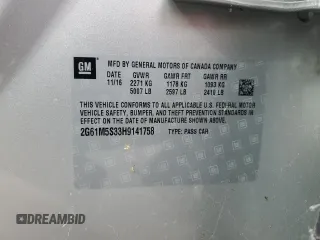 GM
MFD BY GENERAL MOTORS OF CANADA COMPANY
DATE GVWR GAWR FRT GAWR RR
11/16 2271 KG 1178 KG 1093 KG
5007 LB 2597 LB 2410 LB
THIS VEHICLE CONFORMS TO ALL APPLICABLE U.S. FEDERAL MOTOR
VEHICLE SAFETY, BUMPER, AND THEFT PREVENTION STANDARDS
IN EFFECT ON THE DATE OF MANUFACTURE SHOWN ABOVE.
2G61M5S33H9141758 TYPE: PASS CAR
DREAMBID